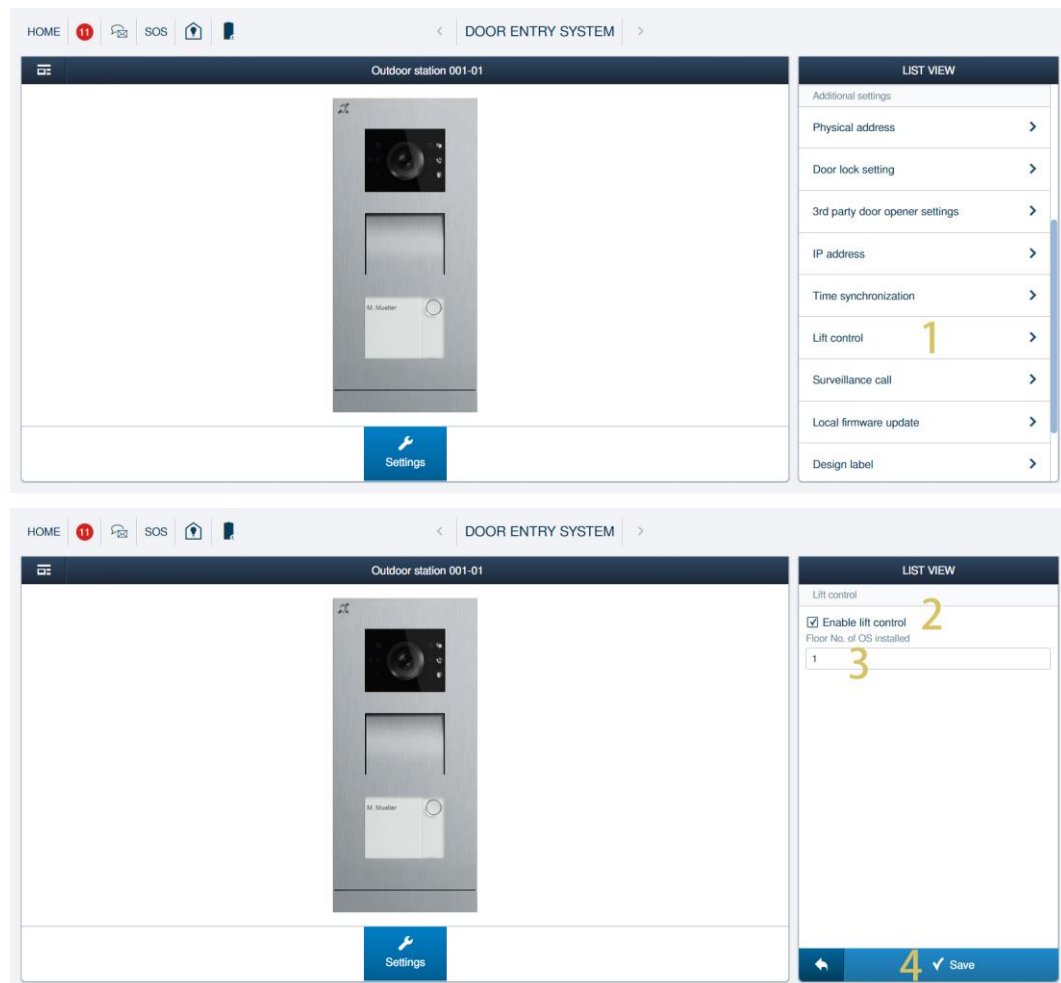 HOME 11 SOS < DOOR ENTRY SYSTEM >
Outdoor station 001-01
M. Mueller
Settings
LIST VIEW
Additional settings
Physical address
Door lock setting
3rd party door opener settings
IP address
Time synchronization
Lift control 1
Surveillance call
Local firmware update
Design label
HOME 11 SOS < DOOR ENTRY SYSTEM >
Outdoor station 001-01
M. Mueller
Settings
LIST VIEW
Lift control
Enable lift control 2
Floor No. of OS installed
1 3
4 Save